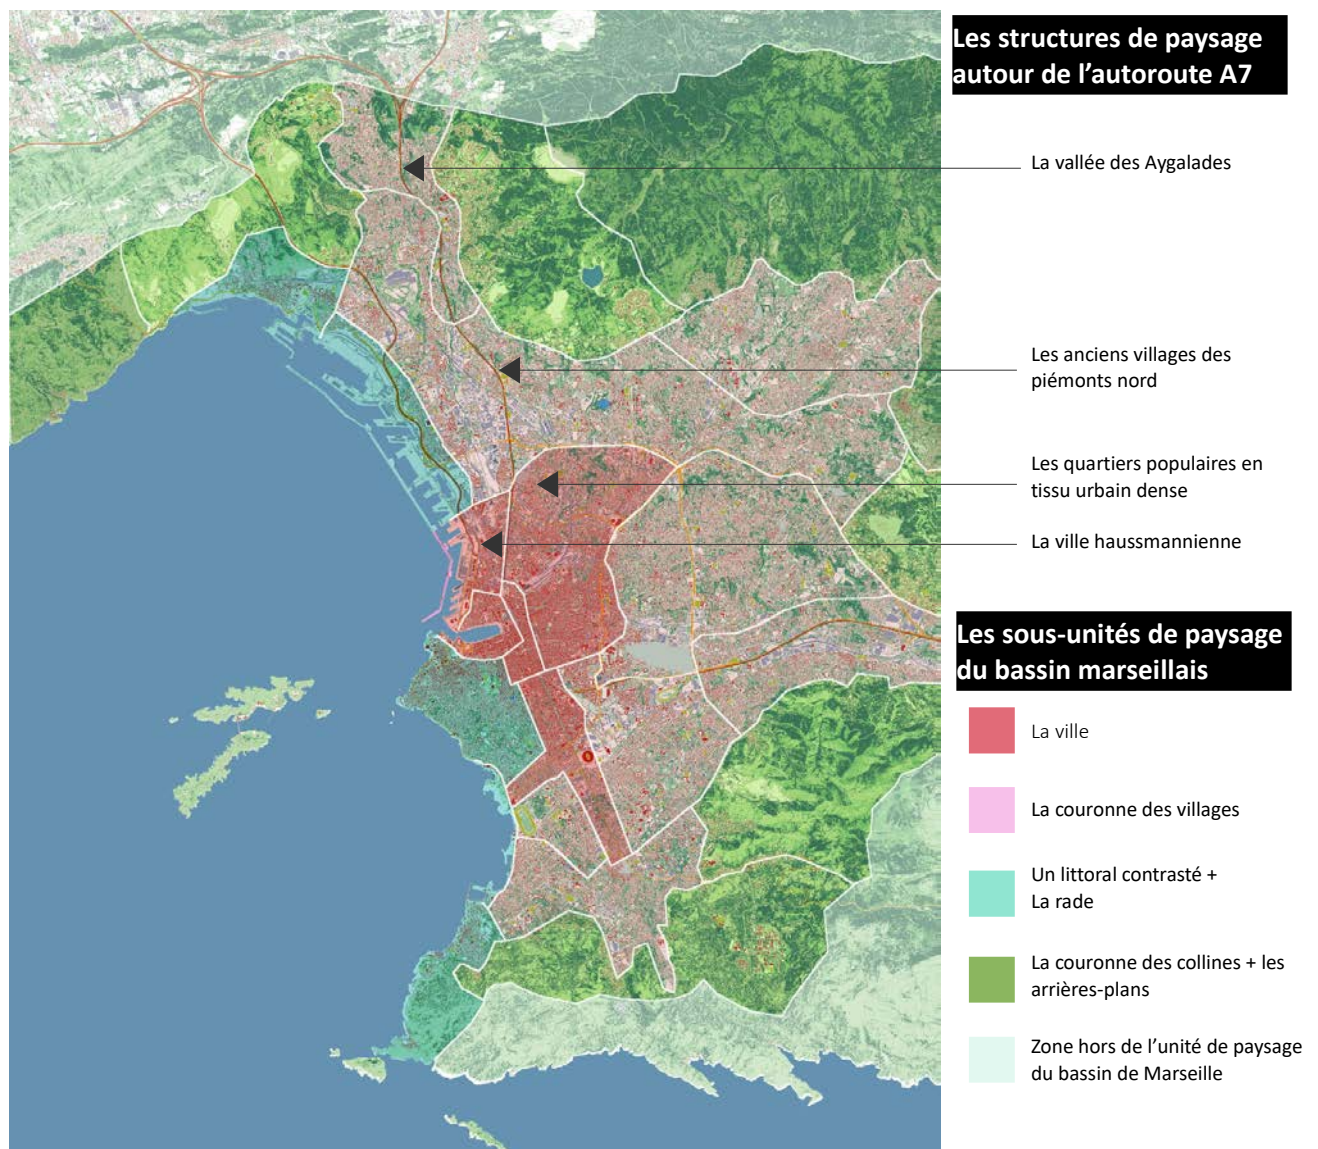 Les structures de paysage
autour de l’autoroute A7
La vallée des Aygalades
Les anciens villages des
piémonts nord
Les quartiers populaires en
tissu urbain dense
La ville haussmannienne
Les sous-unités de paysage
du bassin marseillais
La ville
La couronne des villages
Un littoral contrasté +
La rade
La couronne des collines + les
arrières-plans
Zone hors de l’unité de paysage
du bassin de Marseille